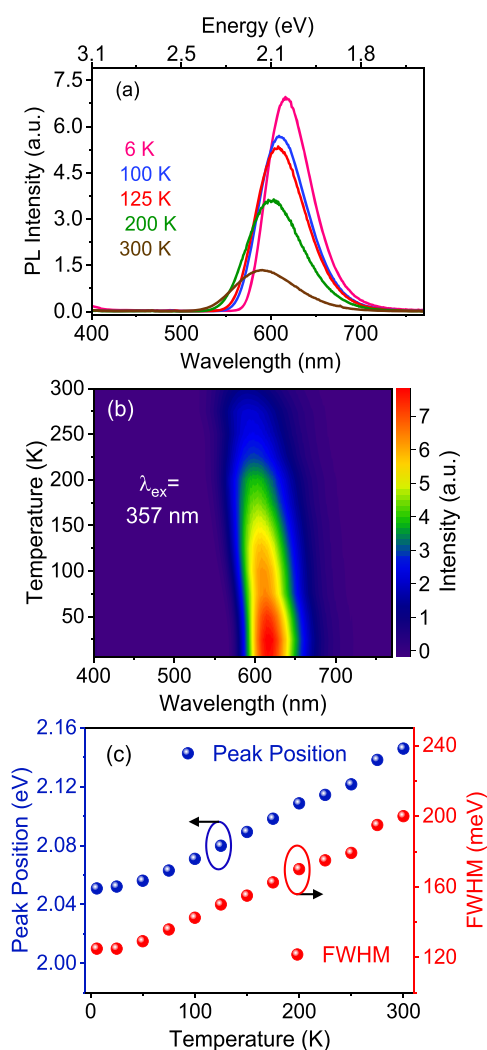 Energy (eV)
3.1 2.5 2.1 1.8
(a)
7.5
6.0
4.5
3.0
1.5
0.0
PL Intensity (a.u.)
6 K
100 K
125 K
200 K
300 K
400 500 600 700
Wavelength (nm)
(b)
300
250
200
150
100
50
Temperature (K)
λex=
357 nm
7
6
5
4
3
2
1
0
Intensity (a.u.)
400 500 600 700
Wavelength (nm)
(c)
Peak Position
2.16
2.12
2.08
2.04
2.00
Peak Position (eV)
240
200
160
120
FWHM (meV)
FWHM
0 100 200 300
Temperature (K)